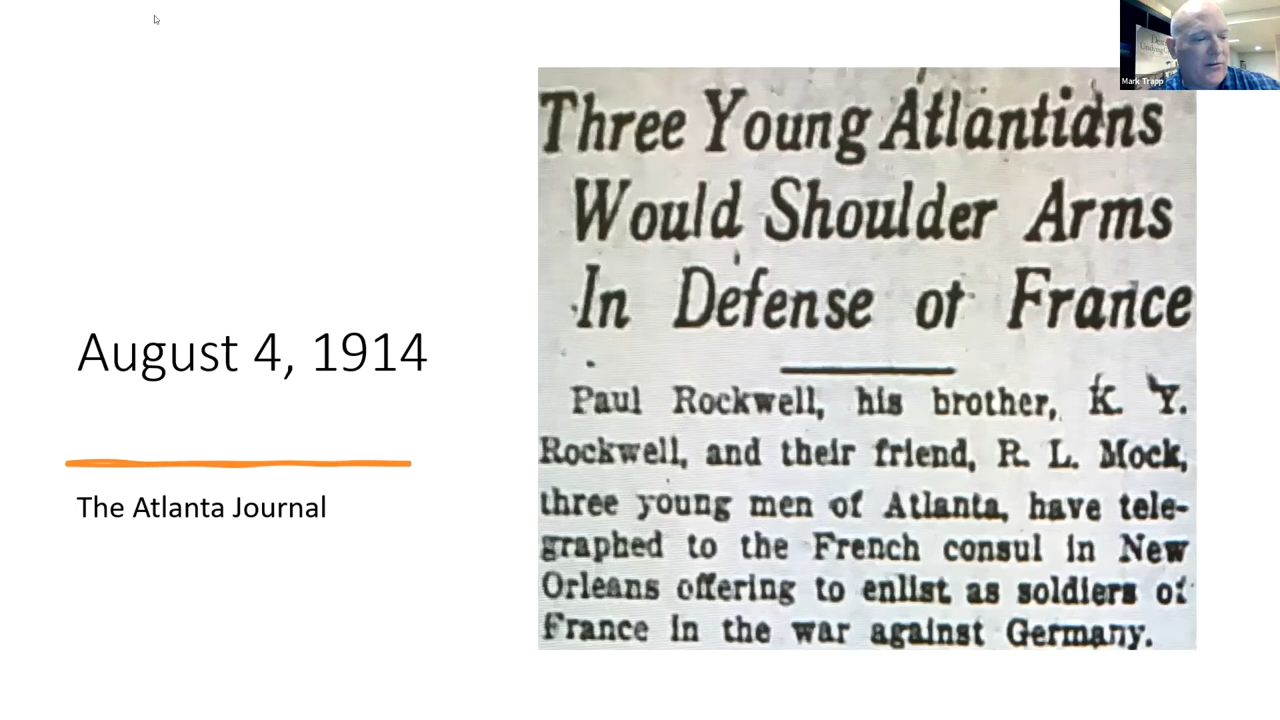 August 4, 1914
The Atlanta Journal
Three Young Atlantians
Would Shoulder Arms
In Defense of France
Paul Rockwell, his brother, K. Y.
Rockwell, and their friend, R. L. Mock,
three young men of Atlanta, have tele-
graphed to the French consul in New
Orleans offering to enlist as soldiers of
France in the war against Germany.
Mark Trapp